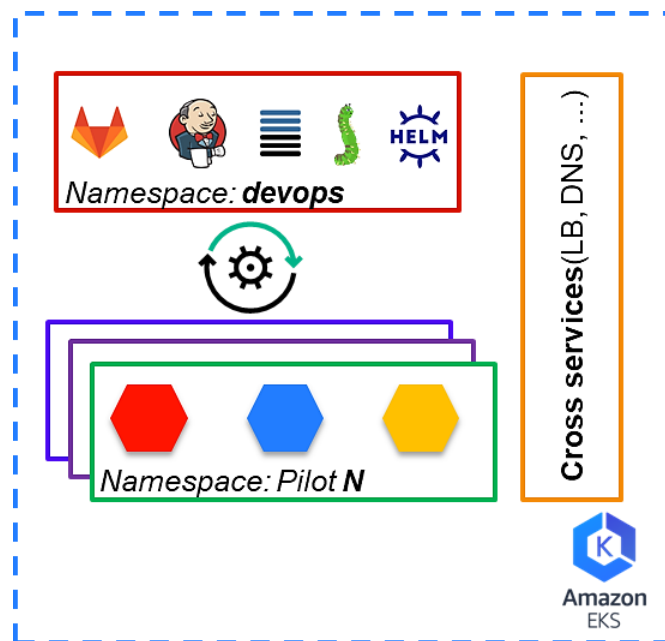 HELM
Namespace: devops
Cross services(LB, DNS, ...)
Namespace: Pilot N
K
Amazon
EKS